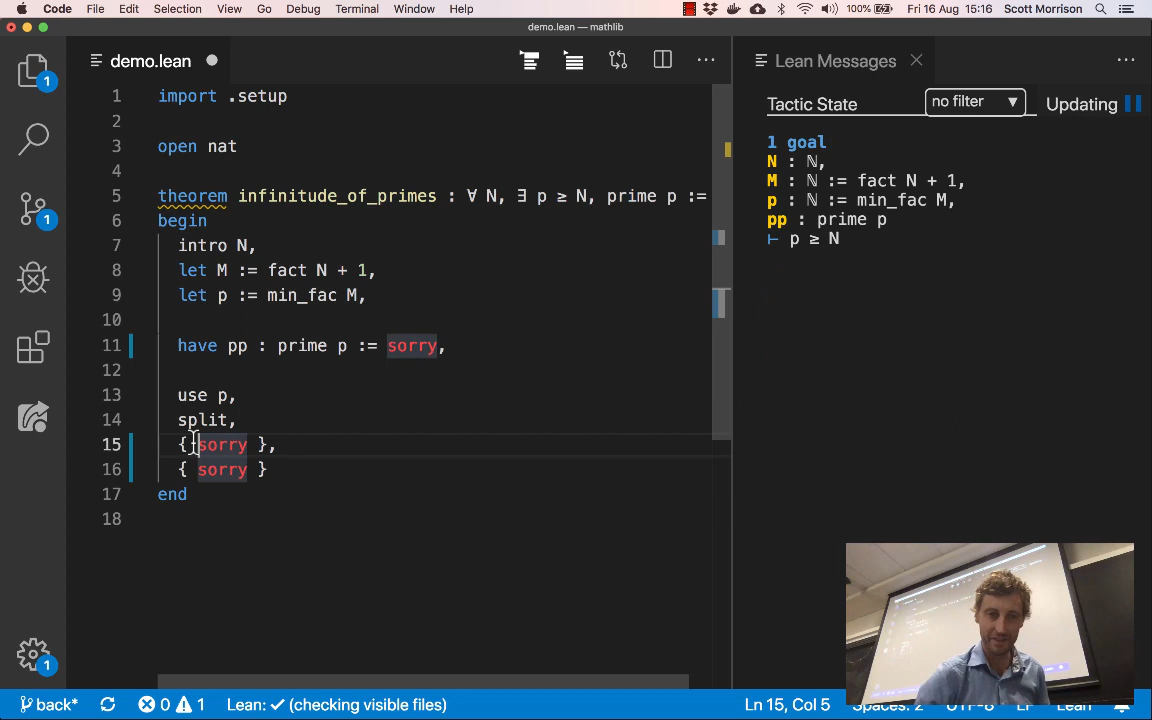 Code File Edit Selection View Go Debug Terminal Window Help 100% Fri 16 Aug 15:16 Scott Morrison
demo.lean — mathlib
demo.lean
Lean Messages
1
1
1
1 import .setup
2
3 open nat
4
5 theorem infinitude_of_primes : ∀ N, ∃ p ≥ N, prime p :=
6 begin
7 intro N,
8 let M := fact N + 1,
9 let p := min_fac M,
10
11 have pp : prime p := sorry,
12
13 use p,
14 split,
15 { sorry },
16 { sorry }
17 end
18
Tactic State no filter ▼ Updating
1 goal
N : ℕ,
M : ℕ := fact N + 1,
p : ℕ := min_fac M,
pp : prime p
⊢ p ≥ N
back* 0 1 Lean: ✓ (checking visible files) Ln 15, Col 5 Spaces: 2 UTF-8 LF Lean